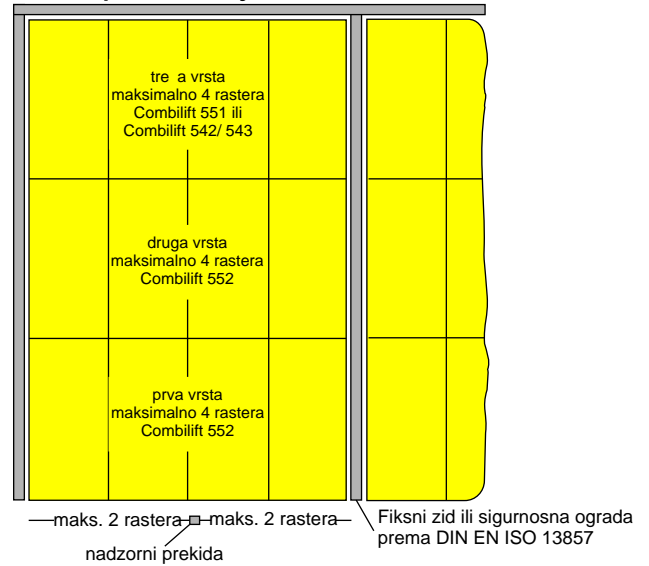 tre a vrsta
maksimalno 4 rastera
Combilift 551 ili
Combilift 542/ 543
druga vrsta
maksimalno 4 rastera
Combilift 552
prva vrsta
maksimalno 4 rastera
Combilift 552
maks. 2 rastera maks. 2 rastera
nadzorni prekida
Fiksni zid ili sigurnosna ograda
prema DIN EN ISO 13857